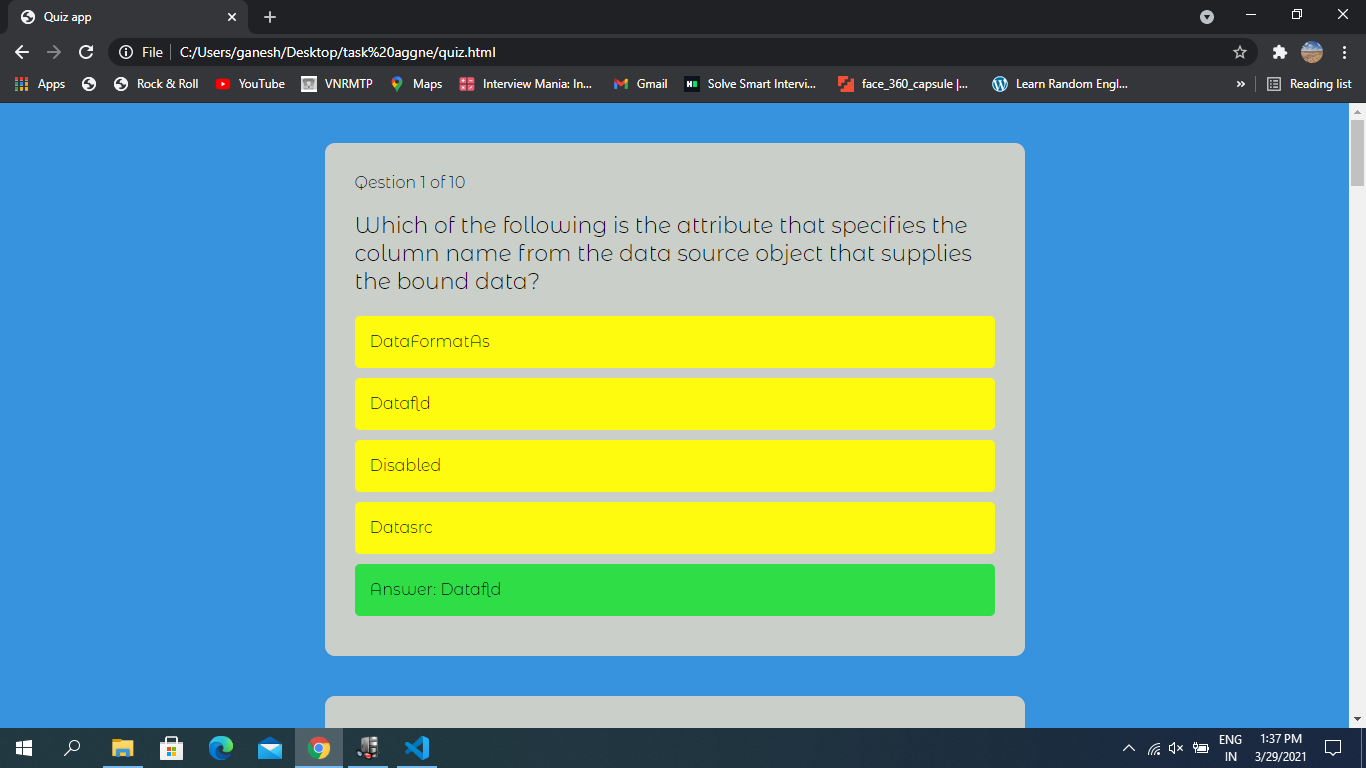 Quiz app
File
C:/Users/ganesh/Desktop/task%20aggne/quiz.html
Apps
Rock & Roll
YouTube
VNRMTP
Maps
Interview Mania: In...
Gmail
Solve Smart Intervi...
face_360_capsule |...
Learn Random Engl...
»
Reading list
Qestion 1 of 10
Which of the following is the attribute that specifies the
column name from the data source object that supplies
the bound data?
DataFormatAs
Datafld
Disabled
Datasrc
Answer: Datafld
ENG
IN
1:37 PM
3/29/2021